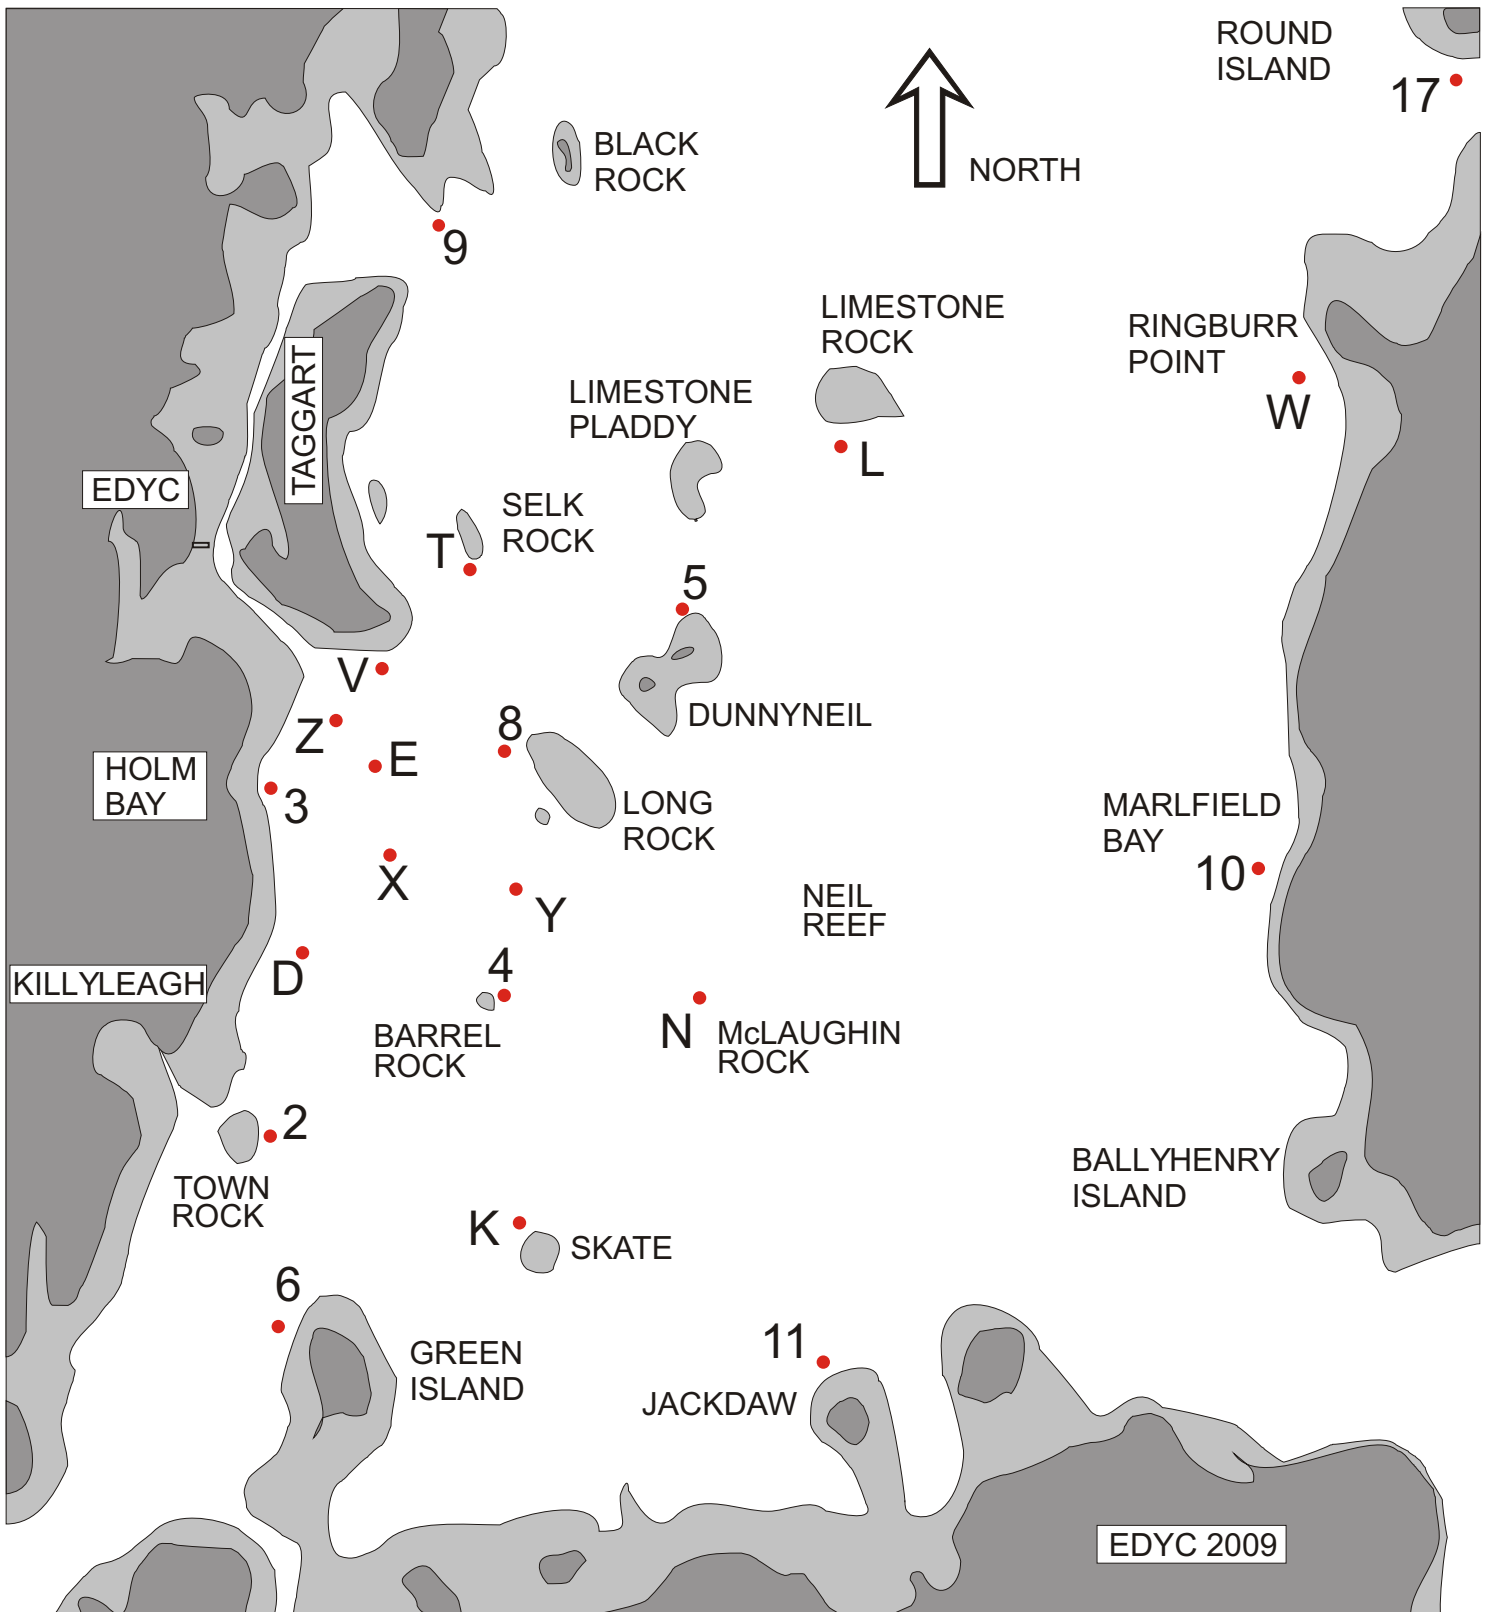 ROUND
ISLAND
17
BLACK
ROCK
NORTH
9
LIMESTONE
ROCK
RINGBURR
POINT
TAGGART
LIMESTONE
PLADDY
W
L
EDYC
SELK
ROCK
T
5
V
Z
8
DUNNYNEIL
E
HOLM
BAY
3
LONG
ROCK
MARLFIELD
BAY
10
X
Y
NEIL
REEF
KILLYLEAGH
D
4
BARREL
ROCK
N
McLAUGHIN
ROCK
2
TOWN
ROCK
BALLYHENRY
ISLAND
K
SKATE
6
GREEN
ISLAND
11
JACKDAW
EDYC 2009